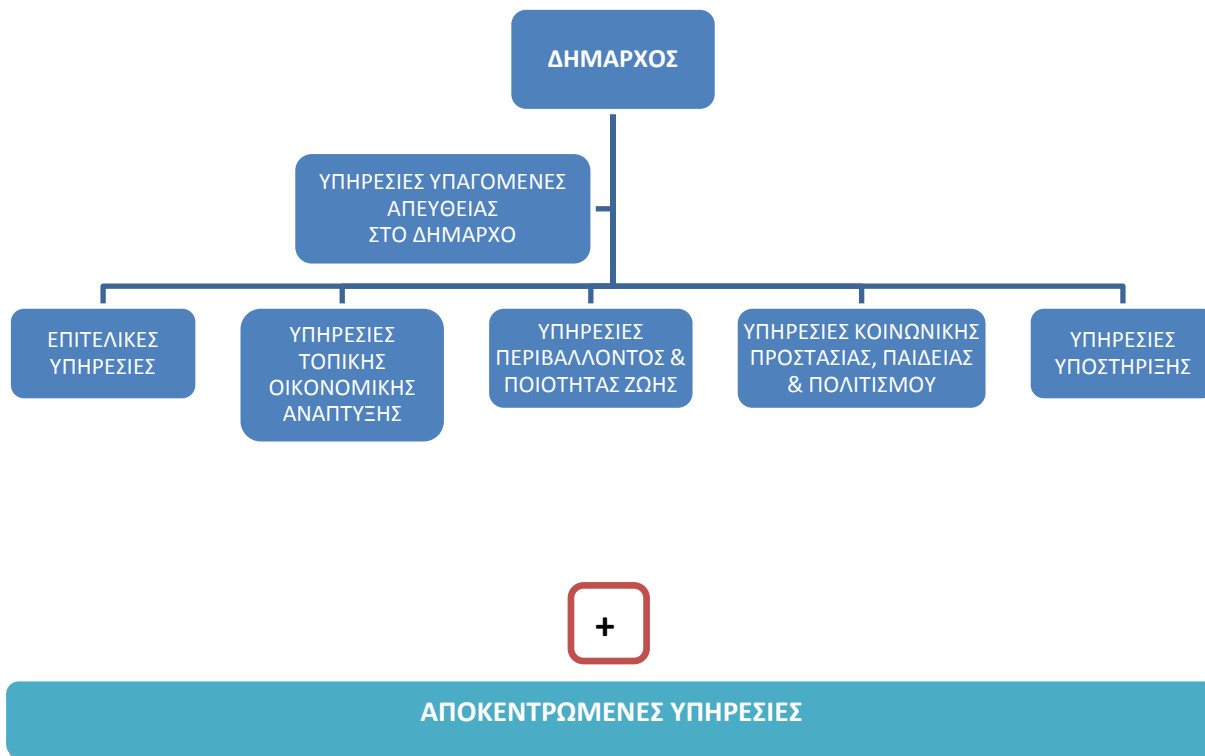 ΔΗΜΑΡΧΟΣ
ΥΠΗΡΕΣΙΕΣ ΥΠΑΓΟΜΕΝΕΣ
ΑΠΕΥΘΕΙΑΣ
ΣΤΟ ΔΗΜΑΡΧΟ
ΕΠΙΤΕΛΙΚΕΣ
ΥΠΗΡΕΣΙΕΣ
ΥΠΗΡΕΣΙΕΣ
ΤΟΠΙΚΗΣ
ΟΙΚΟΝΟΜΙΚΗΣ
ΑΝΑΠΤΥΞΗΣ
ΥΠΗΡΕΣΙΕΣ
ΠΕΡΙΒΑΛΛΟΝΤΟΣ &
ΠΟΙΟΤΗΤΑΣ ΖΩΗΣ
ΥΠΗΡΕΣΙΕΣ ΚΟΙΝΩΝΙΚΗΣ
ΠΡΟΣΤΑΣΙΑΣ, ΠΑΙΔΕΙΑΣ
& ΠΟΛΙΤΙΣΜΟΥ
ΥΠΗΡΕΣΙΕΣ
ΥΠΟΣΤΗΡΙΞΗΣ
+
ΑΠΟΚΕΝΤΡΩΜΕΝΕΣ ΥΠΗΡΕΣΙΕΣ